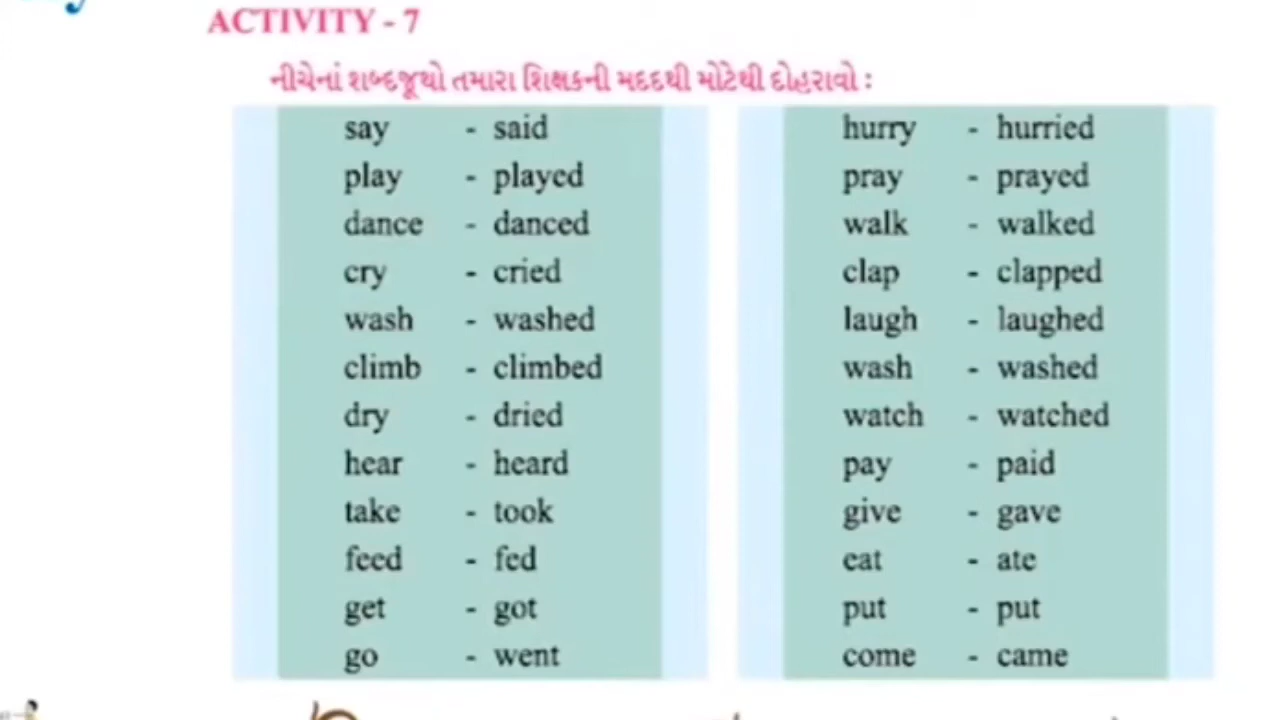 ACTIVITY - 7
નીચેનાં શબ્દજૂથો તમારા શિક્ષકની મદદથી મોટેથી દોહરાવો :
say - said
play - played
dance - danced
cry - cried
wash - washed
climb - climbed
dry - dried
hear - heard
take - took
feed - fed
get - got
go - went
hurry - hurried
pray - prayed
walk - walked
clap - clapped
laugh - laughed
wash - washed
watch - watched
pay - paid
give - gave
eat - ate
put - put
come - came